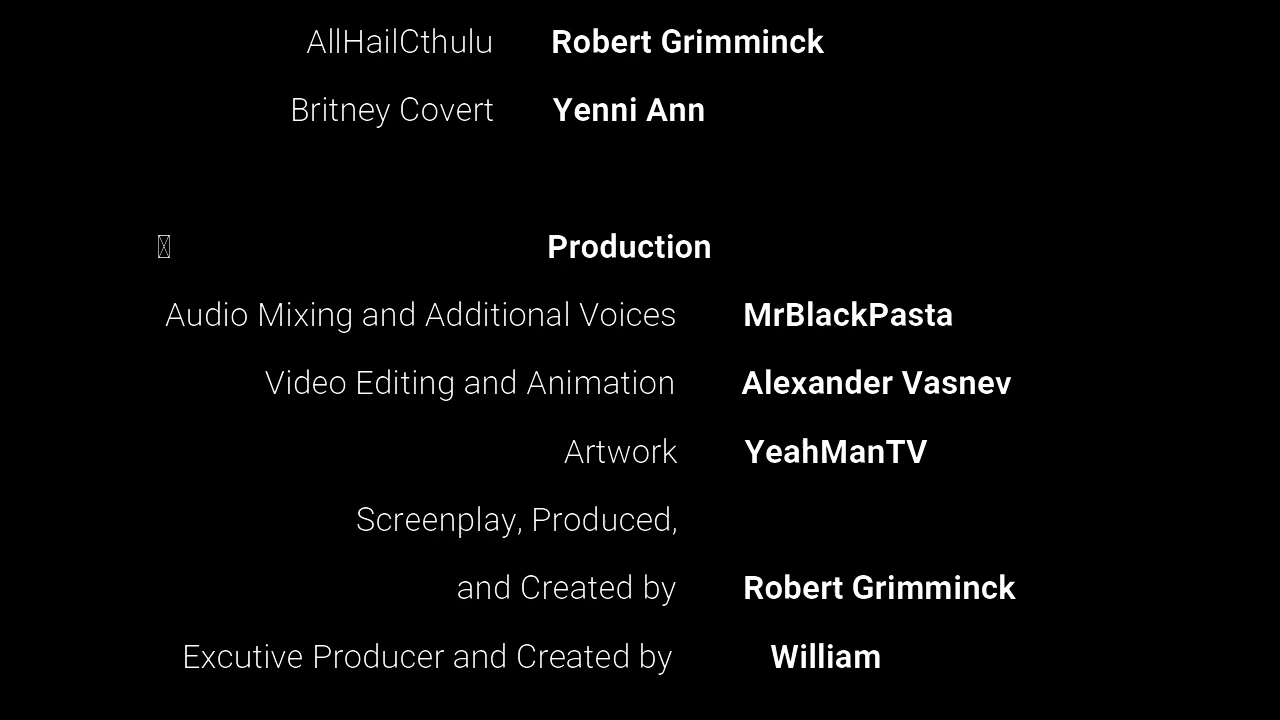 AllHailCthulu Robert Grimminck
Britney Covert Yenni Ann
Production
Audio Mixing and Additional Voices MrBlackPasta
Video Editing and Animation Alexander Vasnev
Artwork YeahManTV
Screenplay, Produced,
and Created by Robert Grimminck
Excutive Producer and Created by William